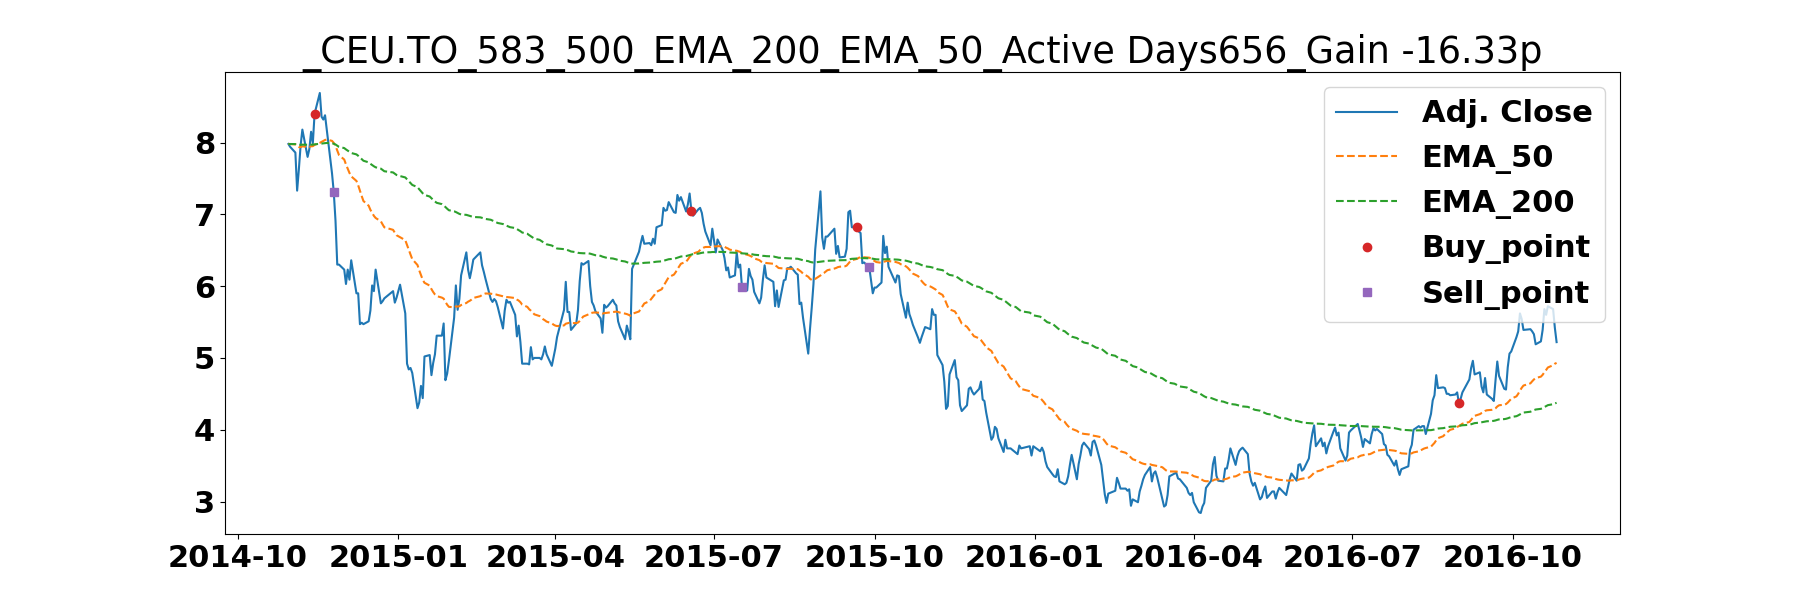 _CEU.TO_583_500_EMA_200_EMA_50_Active Days656_Gain -16.33p
Adj. Close
EMA_50
EMA_200
Buy_point
Sell_point
8
7
6
5
4
3
2014-10 2015-01 2015-04 2015-07 2015-10 2016-01 2016-04 2016-07 2016-10